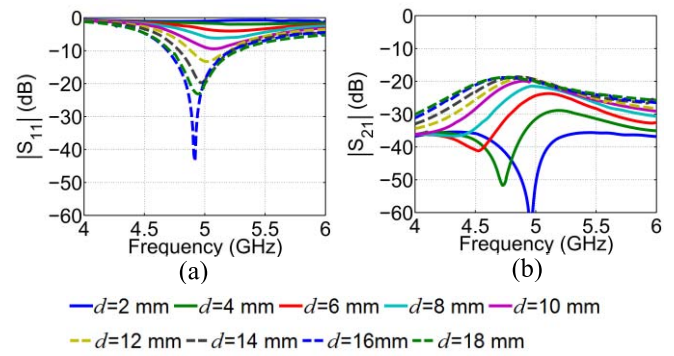 0
−10
−20
−30
−40
−50
−60
|S11| (dB)
4 4.5 5 5.5 6
Frequency (GHz)
(a)
0
−10
−20
−30
−40
−50
−60
|S21| (dB)
4 4.5 5 5.5 6
Frequency (GHz)
(b)
d=2 mm d=4 mm d=6 mm d=8 mm d=10 mm
d=12 mm d=14 mm d=16mm d=18 mm